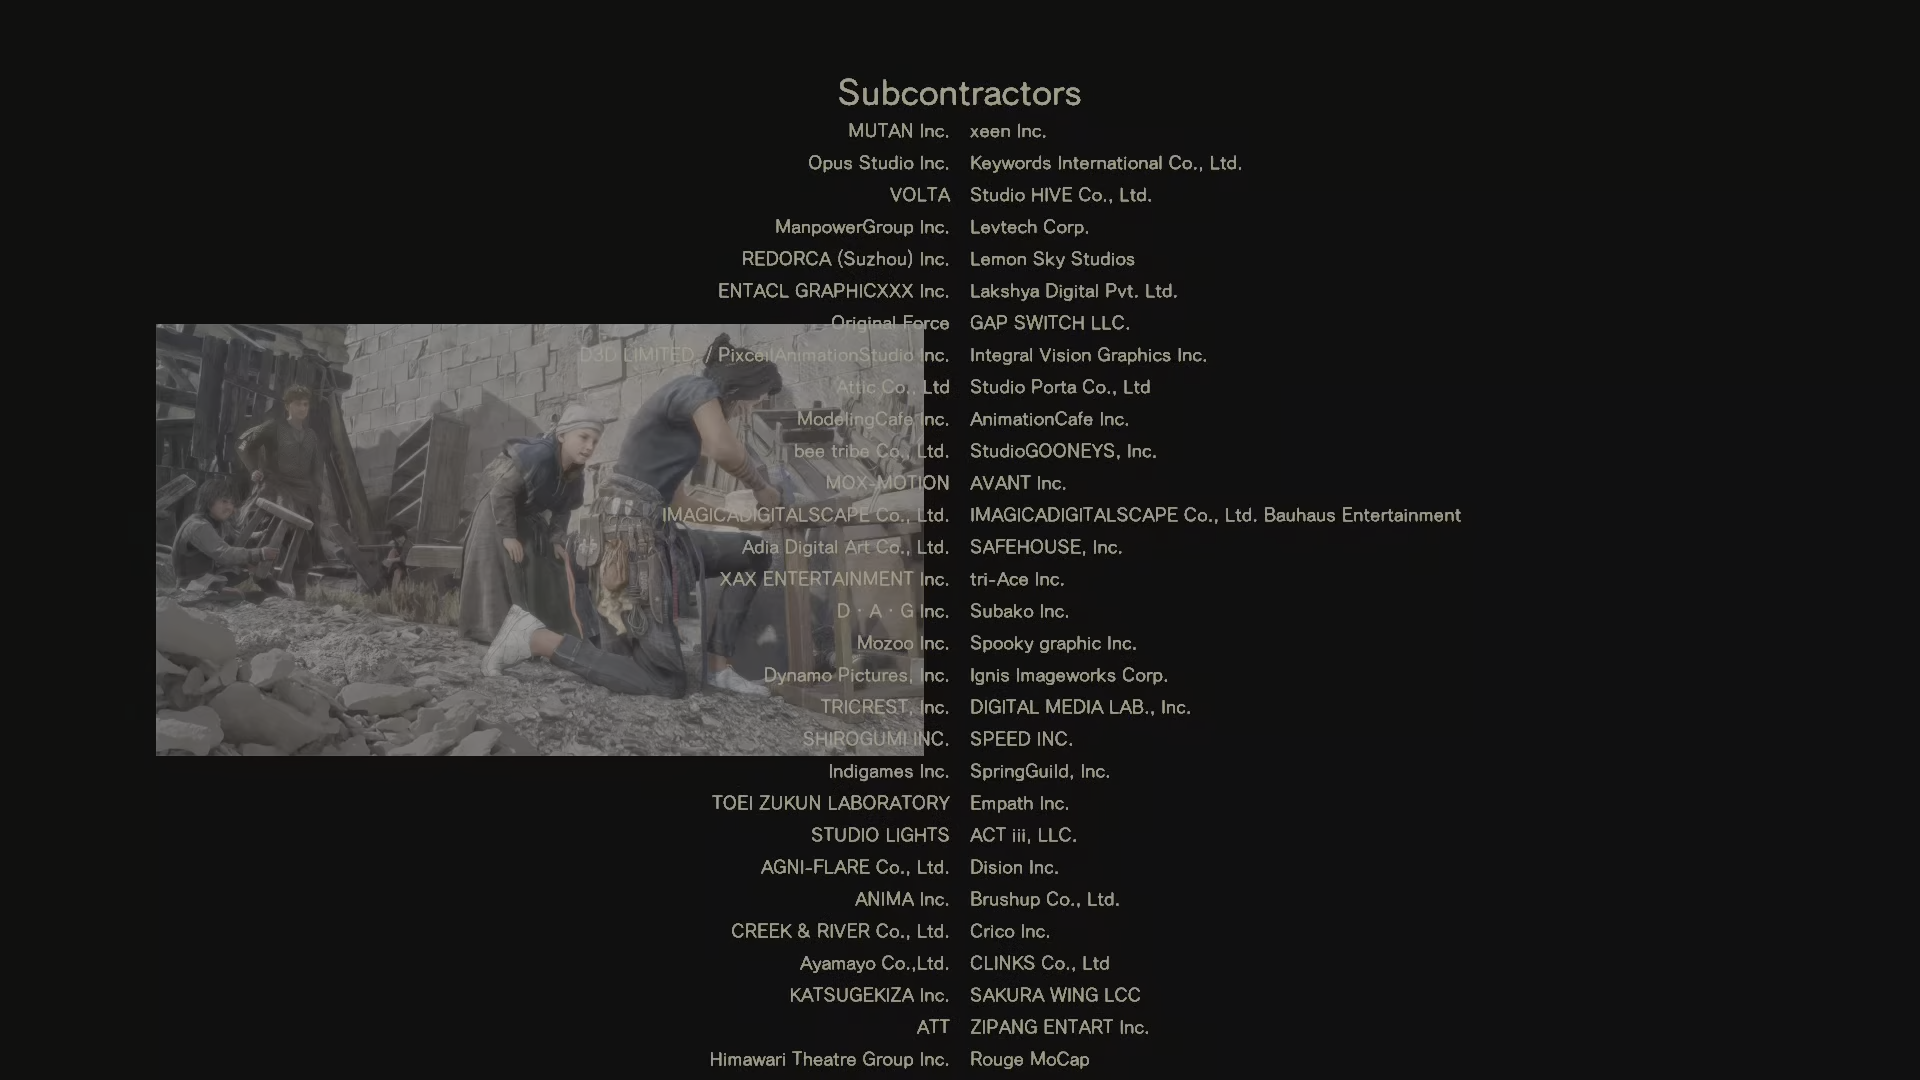 Subcontractors
MUTAN Inc. xeen Inc.
Opus Studio Inc. Keywords International Co., Ltd.
VOLTA Studio HIVE Co., Ltd.
ManpowerGroup Inc. Levtech Corp.
REDORCA (Suzhou) Inc. Lemon Sky Studios
ENTACL GRAPHICXXX Inc. Lakshya Digital Pvt. Ltd.
Original Force GAP SWITCH LLC.
D3D LIMITED. / PixceilAnimationStudio Inc. Integral Vision Graphics Inc.
Attic Co., Ltd Studio Porta Co., Ltd
ModelingCafe Inc. AnimationCafe Inc.
bee tribe Co., Ltd. StudioGOONEYS, Inc.
MOX-MOTION AVANT Inc.
IMAGICADIGITALSCAPE Co., Ltd. IMAGICADIGITALSCAPE Co., Ltd. Bauhaus Entertainment
Adia Digital Art Co., Ltd. SAFEHOUSE, Inc.
XAX ENTERTAINMENT Inc. tri-Ace Inc.
D・A・G Inc. Subako Inc.
Mozoo Inc. Spooky graphic Inc.
Dynamo Pictures, Inc. Ignis Imageworks Corp.
TRICREST, Inc. DIGITAL MEDIA LAB., Inc.
SHIROGUMI INC. SPEED INC.
Indigames Inc. SpringGuild, Inc.
TOEI ZUKUN LABORATORY Empath Inc.
STUDIO LIGHTS ACT iii, LLC.
AGNI-FLARE Co., Ltd. Dision Inc.
ANIMA Inc. Brushup Co., Ltd.
CREEK & RIVER Co., Ltd. Crico Inc.
Ayamayo Co.,Ltd. CLINKS Co., Ltd
KATSUGEKIZA Inc. SAKURA WING LCC
ATT ZIPANG ENTART Inc.
Himawari Theatre Group Inc. Rouge MoCap